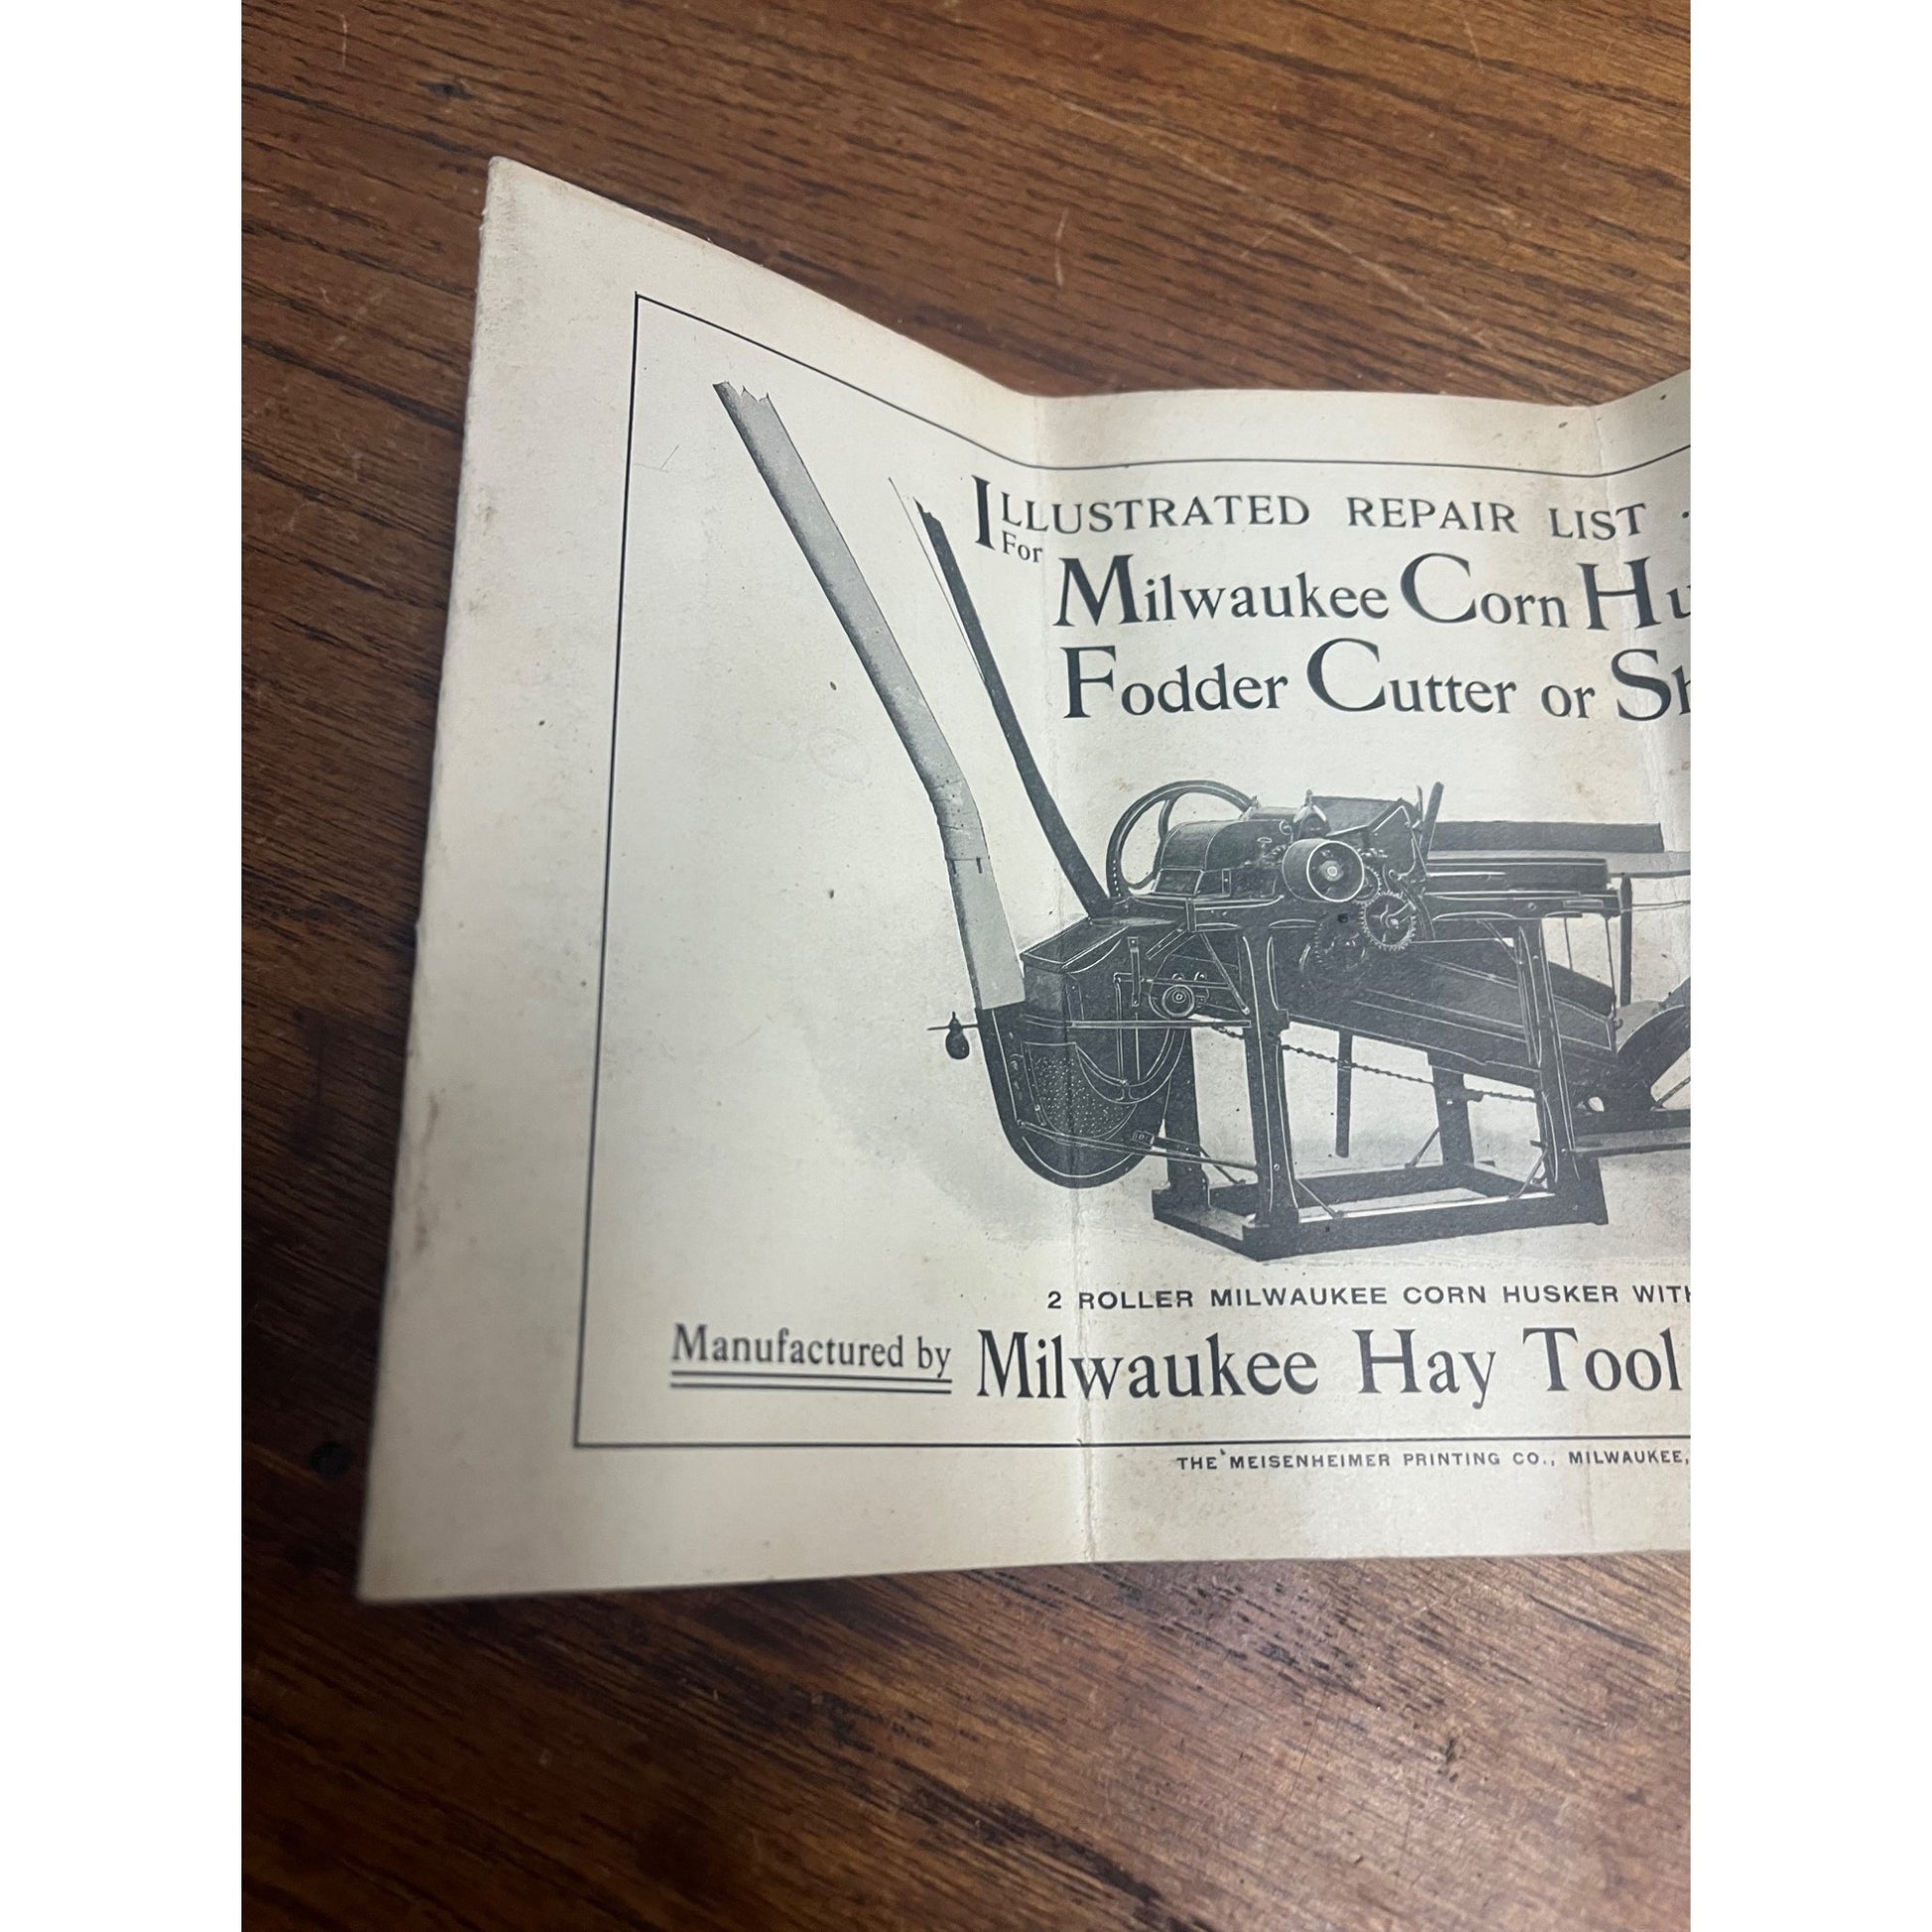 ILLUSTRATED REPAIR LIST
For
Milwaukee Corn Hu
Fodder Cutter or Sh
2 ROLLER MILWAUKEE CORN HUSKER WITH
Manufactured by Milwaukee Hay Tool
THE MEISENHEIMER PRINTING CO., MILWAUKEE,